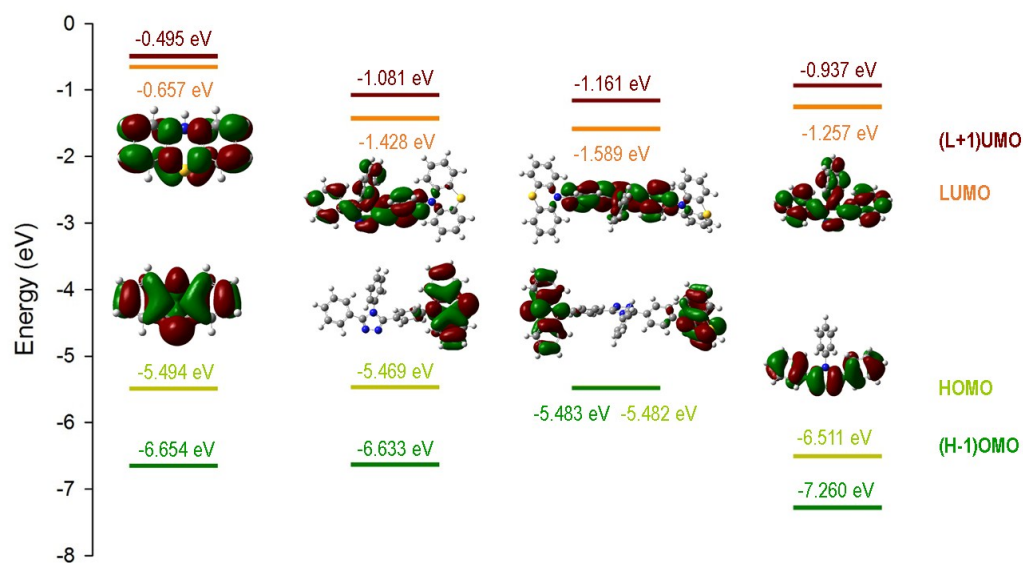 0
-1
-2
-3
-4
-5
-6
-7
-8
Energy (eV)
-0.495 eV
-0.657 eV
-5.494 eV
-6.654 eV
-1.081 eV
-1.428 eV
-5.469 eV
-6.633 eV
-1.161 eV
-1.589 eV
-5.483 eV -5.482 eV
-0.937 eV
-1.257 eV
-6.511 eV
-7.260 eV
(L+1)UMO
LUMO
HOMO
(H-1)OMO